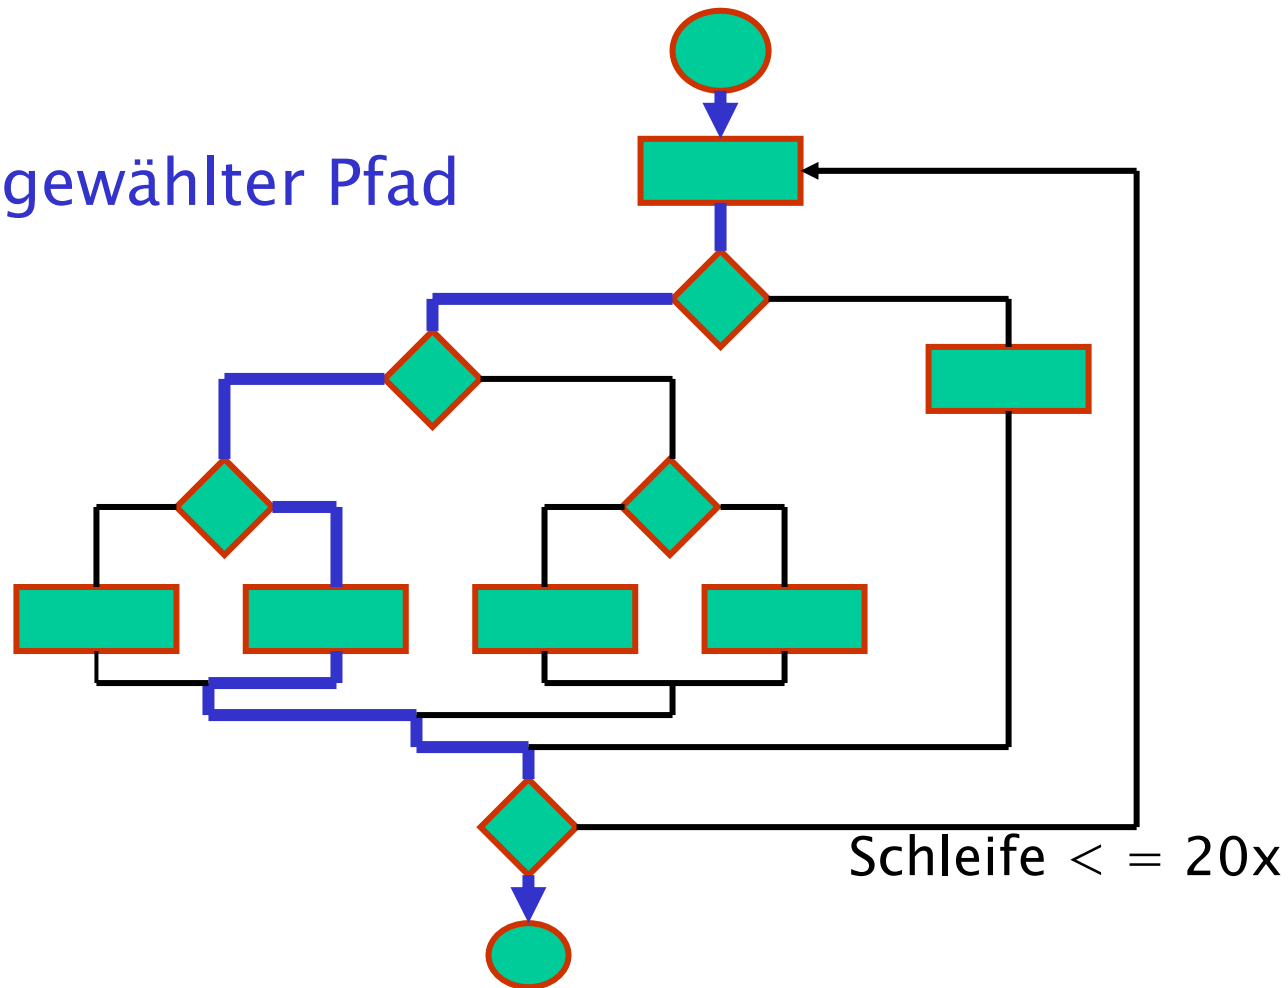 gewählter Pfad
Schleife < = 20x